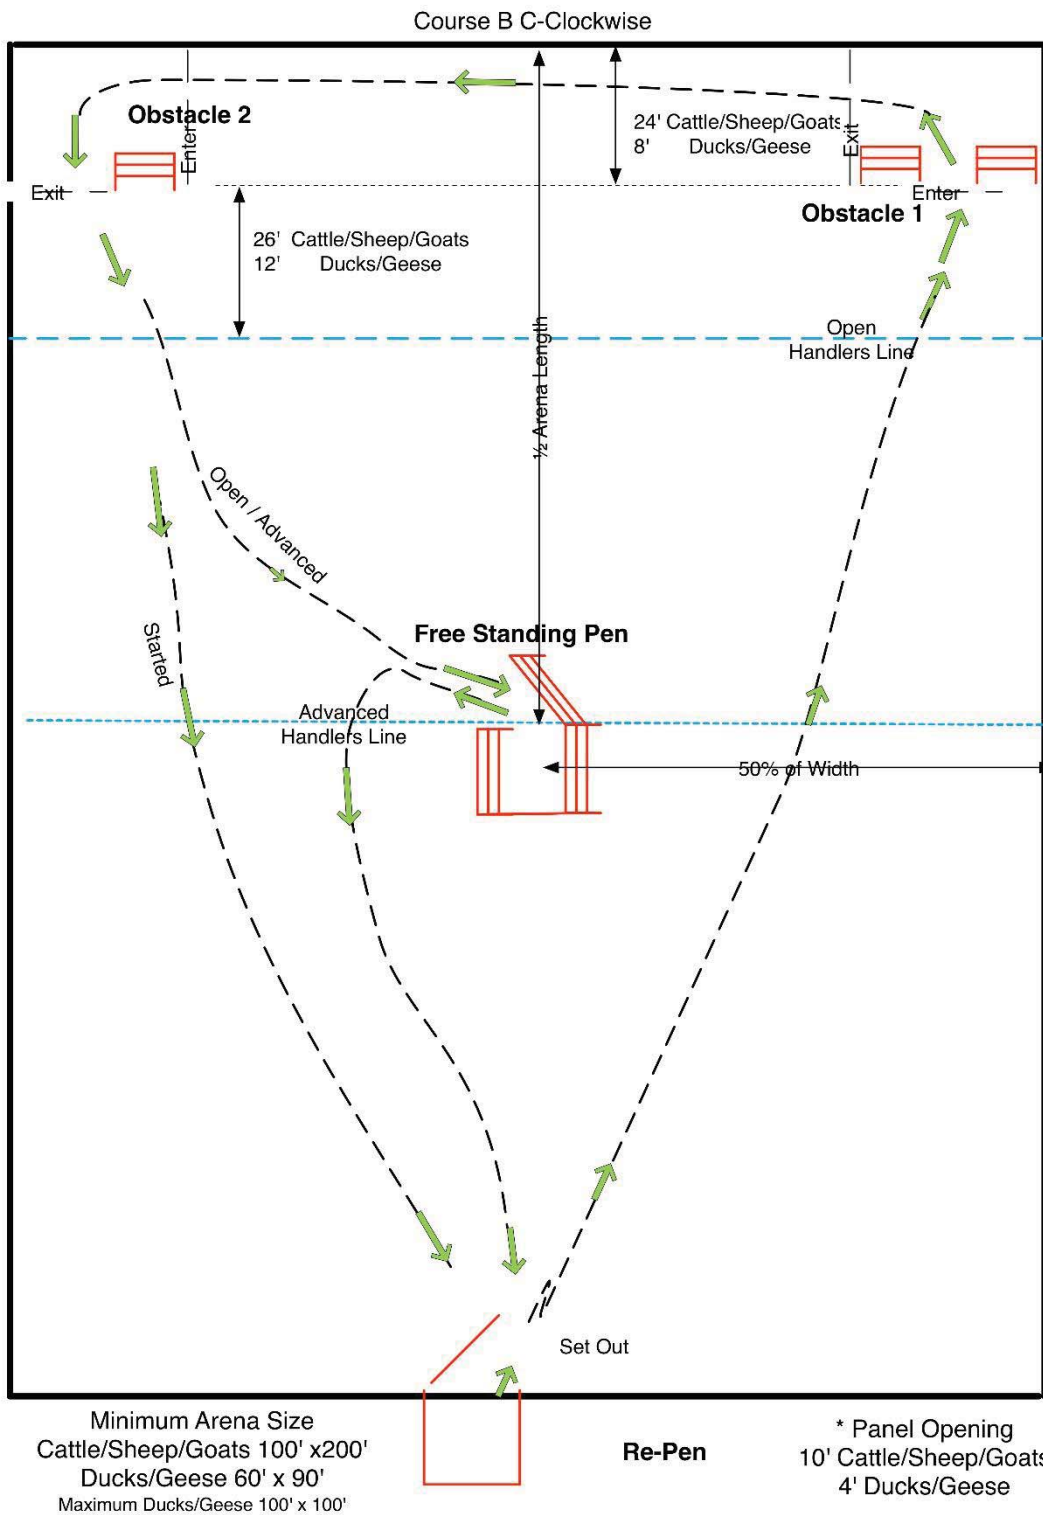 Course B C-Clockwise
Obstacle 2
Enter
24' Cattle/Sheep/Goats
8' Ducks/Geese
Exit
Exit
Enter
Obstacle 1
26' Cattle/Sheep/Goats
12' Ducks/Geese
½ Arena Length
Open
Handlers Line
Open / Advanced
Started
Free Standing Pen
Advanced
Handlers Line
50% of Width
Set Out
Minimum Arena Size
Cattle/Sheep/Goats 100' x200'
Ducks/Geese 60' x 90'
Maximum Ducks/Geese 100' x 100'
Re-Pen
* Panel Opening
10' Cattle/Sheep/Goats
4' Ducks/Geese